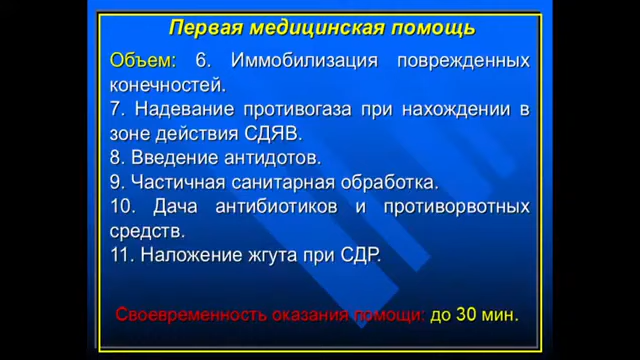 Первая медицинская помощь
Объем: 6. Иммобилизация поврежденных
конечностей.
7. Надевание противогаза при нахождении в
зоне действия СДЯВ.
8. Введение антидотов.
9. Частичная санитарная обработка.
10. Дача антибиотиков и противорвотных
средств.
11. Наложение жгута при СДР.
Своевременность оказания помощи: до 30 мин.